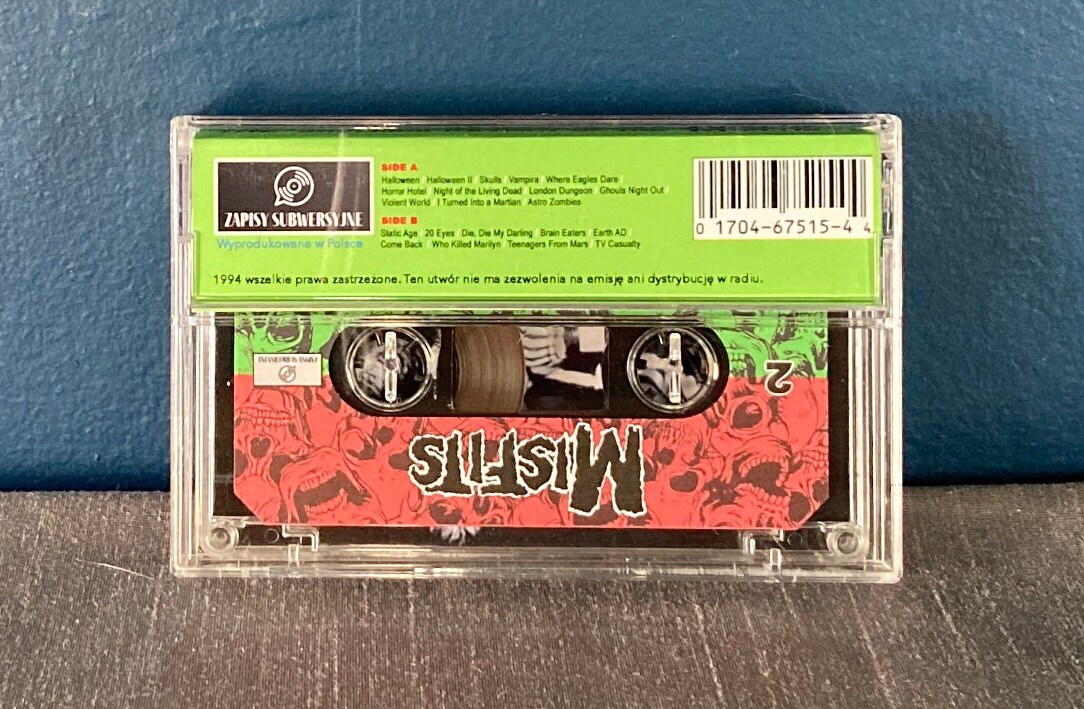 ZAPISY SUBWERSYJNE
Wyprodukowane w Polsce
SIDE A
Halloween / Halloween II / Skulls / Vampira / Where Eagles Dare /
Horror Hotel / Night of the Living Dead / London Dungeon / Ghouls Night Out /
Violent World / I Turned Into a Martian / Astro Zombies
SIDE B
Static Age / 20 Eyes / Die, Die My Darling / Brain Eaters / Earth AD /
Come Back / Who Killed Marilyn / Teenagers From Mars / TV Casualty
0 1704-67515-4 4
1994 wszelkie prawa zastrzeżone. Ten utwór nie ma zezwolenia na emisję ani dystrybucję w radiu.
ZAPISY SUBWERSYJNE
2
MISFITS